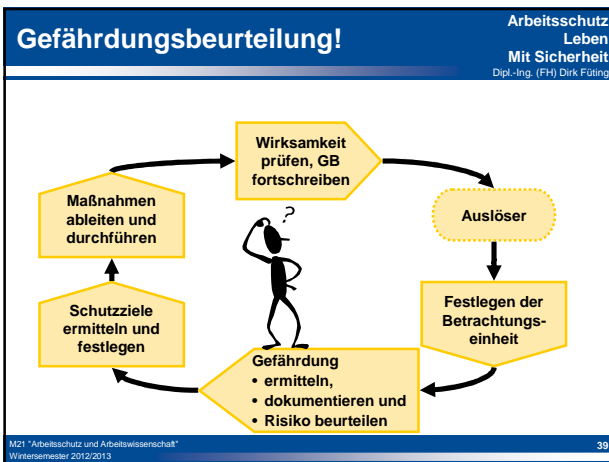 Gefährdungsbeurteilung!
Arbeitsschutz
Leben
Mit Sicherheit
Dipl.-Ing. (FH) Dirk Füting
Wirksamkeit
prüfen, GB
fortschreiben
Auslöser
Festlegen der
Betrachtungs-
einheit
Gefährdung
• ermitteln,
• dokumentieren und
• Risiko beurteilen
Schutzziele
ermitteln und
festlegen
Maßnahmen
ableiten und
durchführen
?
M21 "Arbeitsschutz und Arbeitswissenschaft"
Wintersemester 2012/2013
39